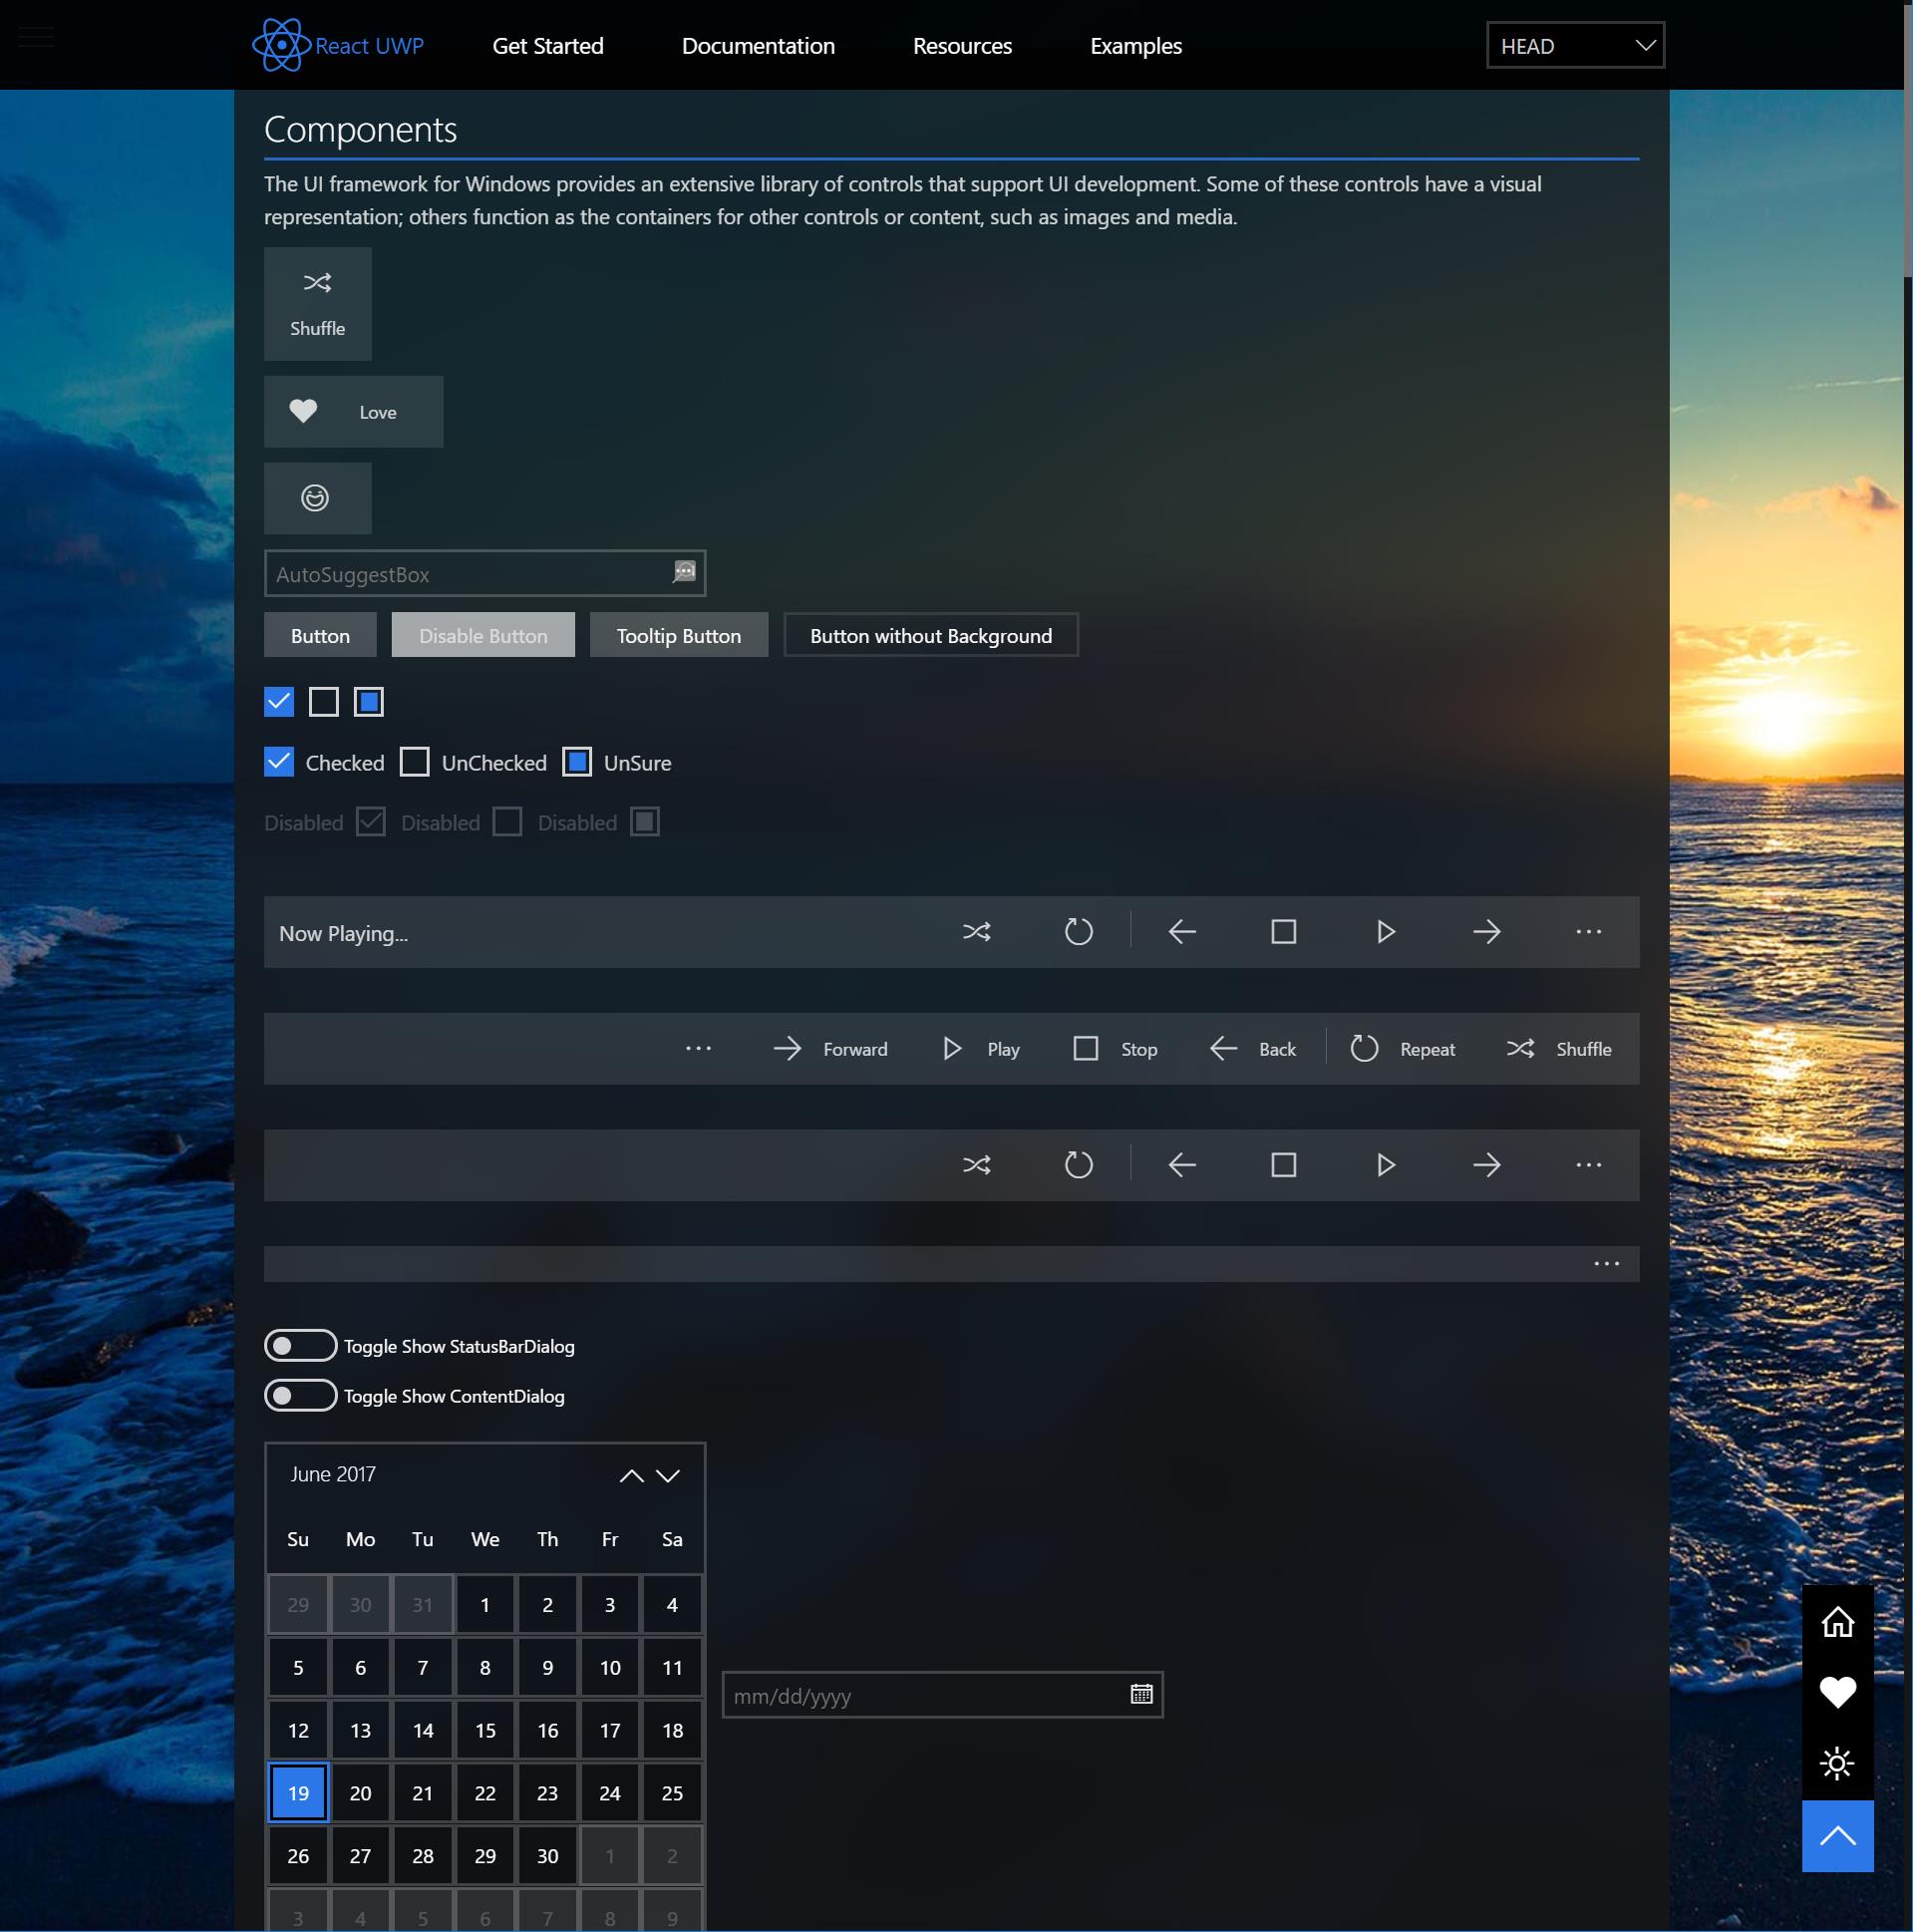 React UWP Get Started Documentation Resources Examples HEAD
Components
The UI framework for Windows provides an extensive library of controls that support UI development. Some of these controls have a visual
representation; others function as the containers for other controls or content, such as images and media.
Shuffle
Love
AutoSuggestBox
Button Disable Button Tooltip Button Button without Background
Checked UnChecked UnSure
Disabled Disabled Disabled
Now Playing...
Forward Play Stop Back Repeat Shuffle
Toggle Show StatusBarDialog
Toggle Show ContentDialog
June 2017
Su Mo Tu We Th Fr Sa
29 30 31 1 2 3 4
5 6 7 8 9 10 11
mm/dd/yyyy
12 13 14 15 16 17 18
19 20 21 22 23 24 25
26 27 28 29 30 1 2
3 4 5 6 7 8 9